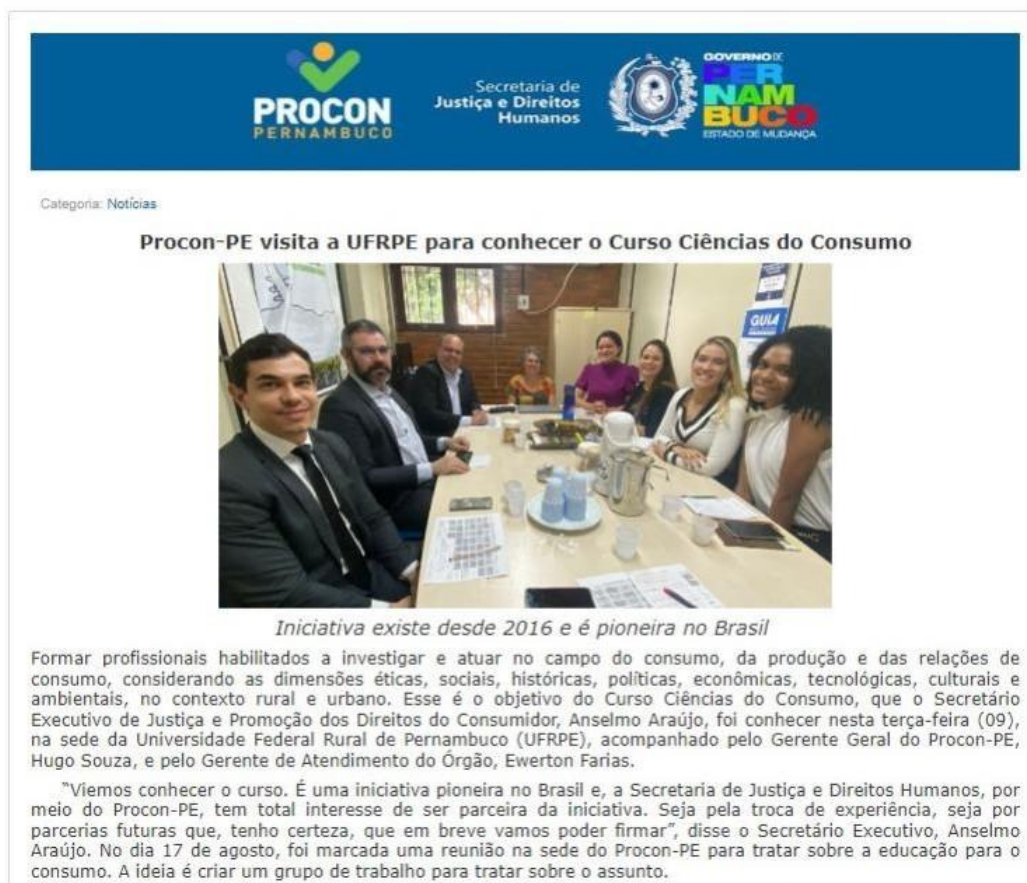 PROCON
PERNAMBUCO
Secretaria de
Justiça e Direitos
Humanos
GOVERNO DE
PER
NAM
BUCO
ESTADO DE MUDANÇA
Categoria: Notícias
Procon-PE visita a UFRPE para conhecer o Curso Ciências do Consumo
GUIA
Iniciativa existe desde 2016 e é pioneira no Brasil
Formar profissionais habilitados a investigar e atuar no campo do consumo, da produção e das relações de
consumo, considerando as dimensões éticas, sociais, históricas, políticas, econômicas, tecnológicas, culturais e
ambientais, no contexto rural e urbano. Esse é o objetivo do Curso Ciências do Consumo, que o Secretário
Executivo de Justiça e Promoção dos Direitos do Consumidor, Anselmo Araújo, foi conhecer nesta terça-feira (09),
na sede da Universidade Federal Rural de Pernambuco (UFRPE), acompanhado pelo Gerente Geral do Procon-PE,
Hugo Souza, e pelo Gerente de Atendimento do Órgão, Ewerton Farias.
"Viemos conhecer o curso. É uma iniciativa pioneira no Brasil e, a Secretaria de Justiça e Direitos Humanos, por
meio do Procon-PE, tem total interesse de ser parceira da iniciativa. Seja pela troca de experiência, seja por
parcerias futuras que, tenho certeza, que em breve vamos poder firmar", disse o Secretário Executivo, Anselmo
Araújo. No dia 17 de agosto, foi marcada uma reunião na sede do Procon-PE para tratar sobre a educação para o
consumo. A ideia é criar um grupo de trabalho para tratar sobre o assunto.